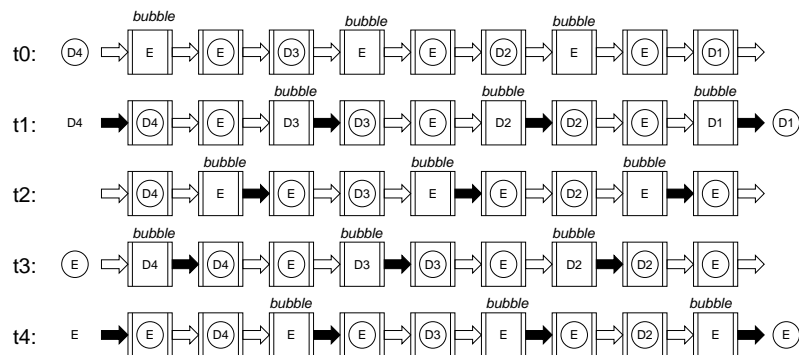 bubble bubble bubble
t0: D4 E E D3 E E D2 E E D1
bubble bubble bubble
t1: D4 D4 E D3 D3 E D2 D2 E D1 D1
bubble bubble bubble
t2: D4 E E D3 E E D2 E E
bubble bubble bubble
t3: E D4 D4 E D3 D3 E D2 D2 E
bubble bubble bubble
t4: E E D4 E E D3 E E D2 E E